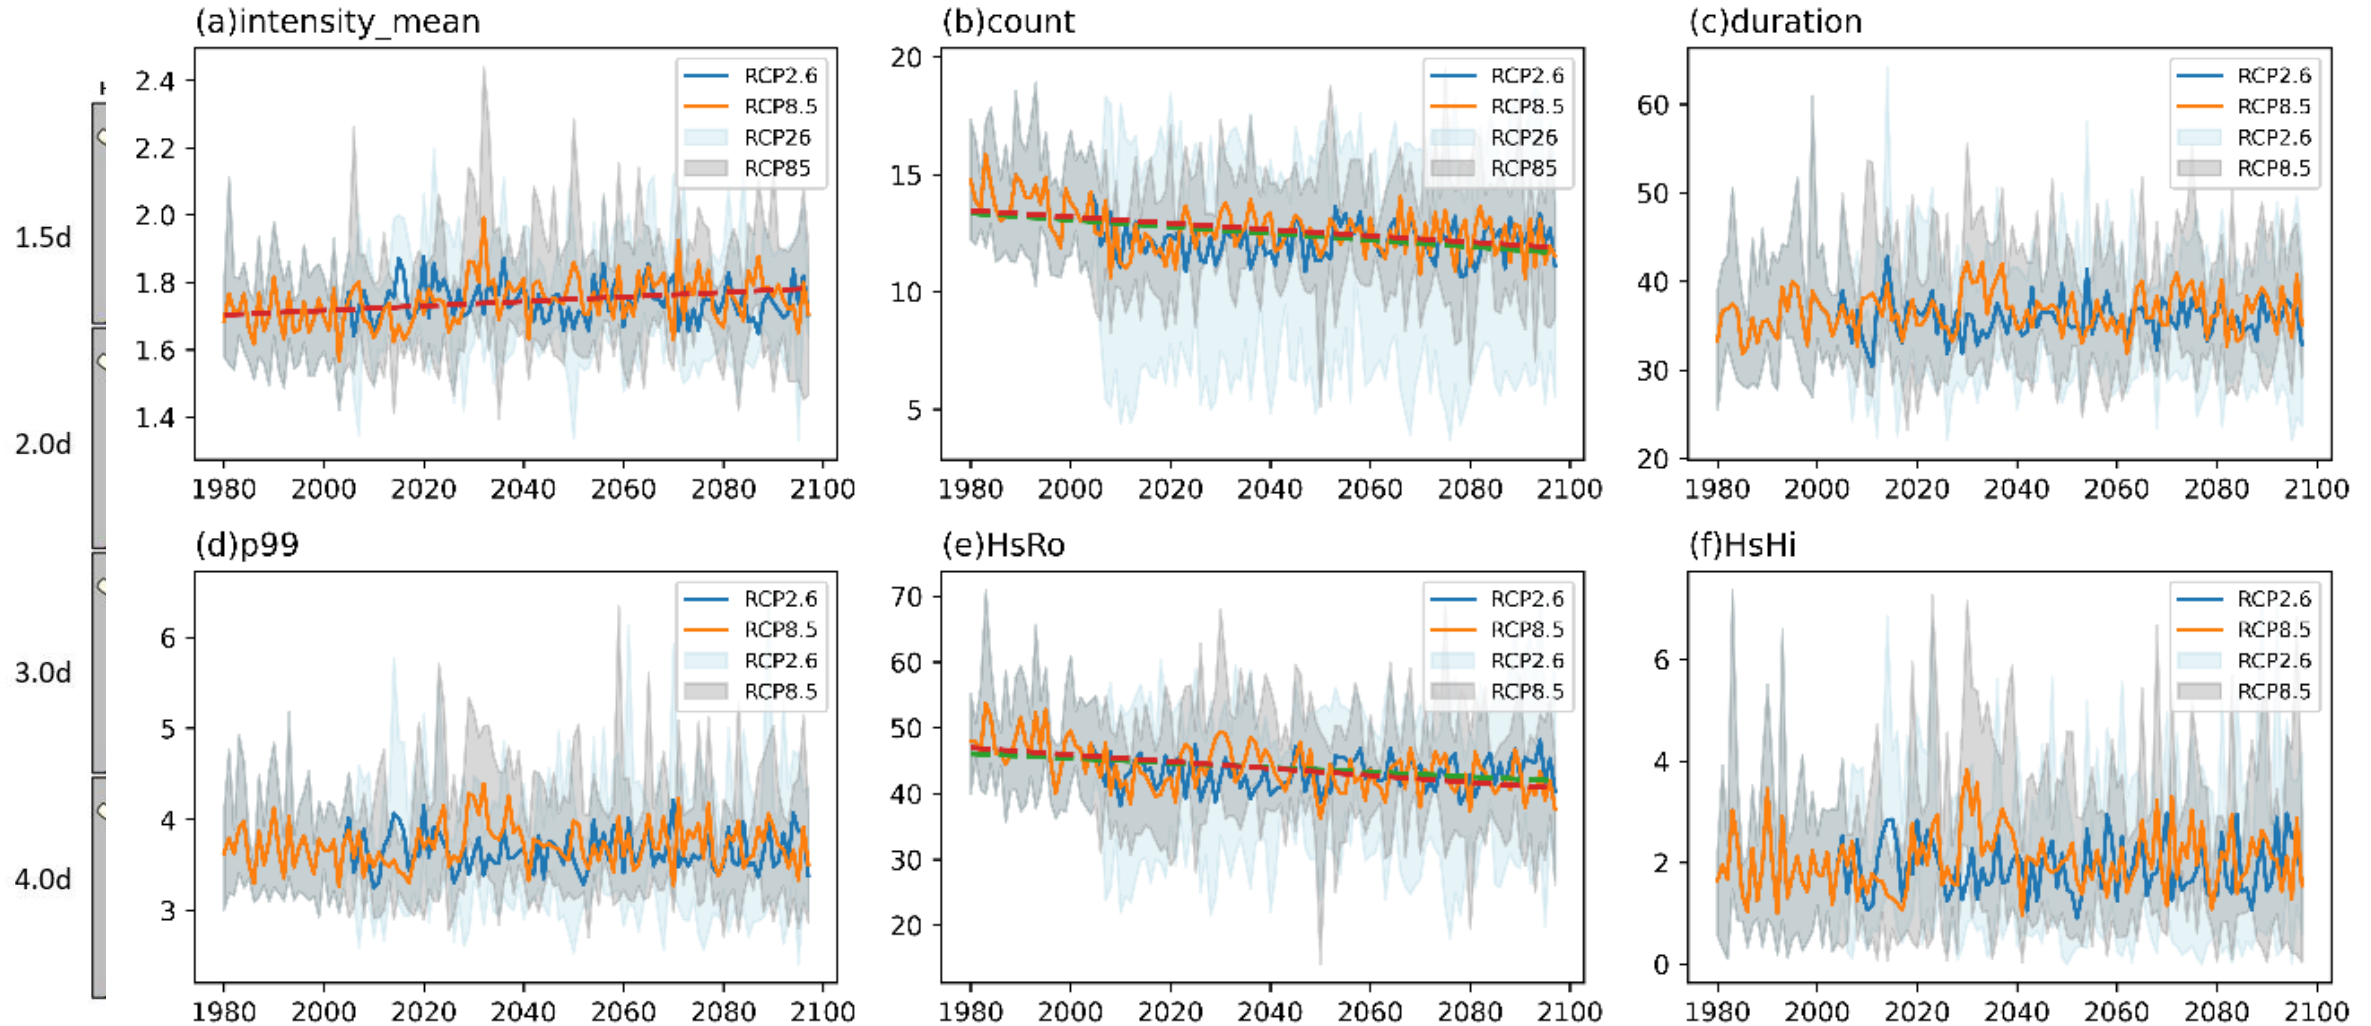 (a)intensity_mean
2.4
2.2
2.0
1.8
1.6
1.4
1980 2000 2020 2040 2060 2080 2100
RCP2.6
RCP8.5
RCP26
RCP85
(b)count
20
15
10
5
1980 2000 2020 2040 2060 2080 2100
RCP2.6
RCP8.5
RCP26
RCP85
(c)duration
60
50
40
30
20
1980 2000 2020 2040 2060 2080 2100
RCP2.6
RCP8.5
RCP2.6
RCP8.5
1.5d
2.0d
3.0d
4.0d
(d)p99
6
5
4
3
1980 2000 2020 2040 2060 2080 2100
RCP2.6
RCP8.5
RCP2.6
RCP8.5
(e)HsRo
70
60
50
40
30
20
1980 2000 2020 2040 2060 2080 2100
RCP2.6
RCP8.5
RCP2.6
RCP8.5
(f)HsHi
6
4
2
0
1980 2000 2020 2040 2060 2080 2100
RCP2.6
RCP8.5
RCP2.6
RCP8.5